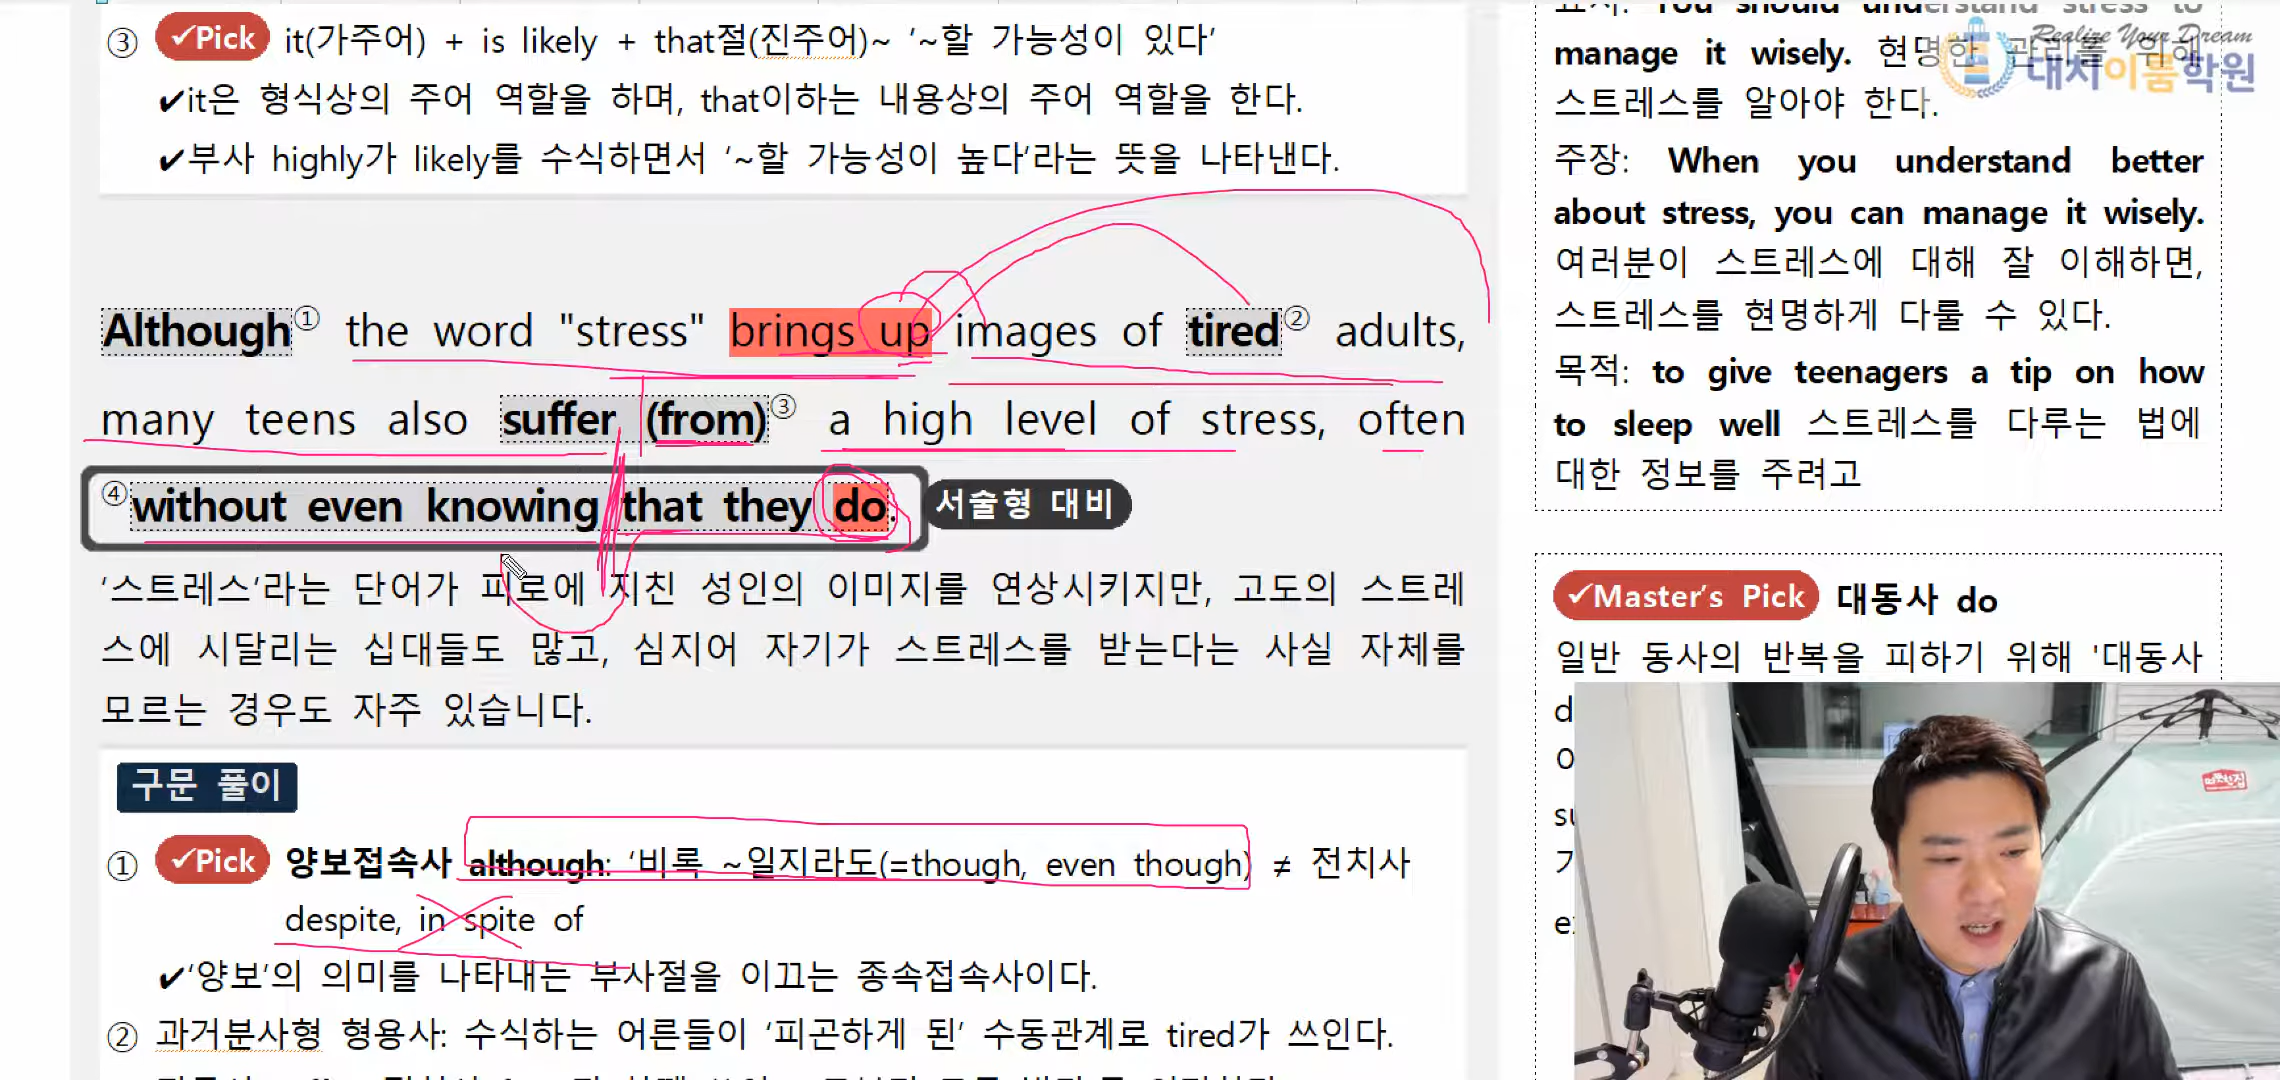 ③ ✓Pick it(가주어) + is likely + that절(진주어)~ ‘~할 가능성이 있다’
✔it은 형식상의 주어 역할을 하며, that이하는 내용상의 주어 역할을 한다.
✔부사 highly가 likely를 수식하면서 ‘~할 가능성이 높다’라는 뜻을 나타낸다.
Although① the word "stress" brings up images of tired② adults,
many teens also suffer (from)③ a high level of stress, often
④without even knowing that they do. 서술형 대비
‘스트레스’라는 단어가 피로에 지친 성인의 이미지를 연상시키지만, 고도의 스트레
스에 시달리는 십대들도 많고, 심지어 자기가 스트레스를 받는다는 사실 자체를
모르는 경우도 자주 있습니다.
구문 풀이
① ✓Pick 양보접속사 although: ‘비록 ~일지라도(=though, even though) ≠ 전치사
despite, in spite of
✔‘양보’의 의미를 나타내는 부사절을 이끄는 종속접속사이다.
② 과거분사형 형용사: 수식하는 어른들이 ‘피곤하게 된’ 수동관계로 tired가 쓰인다.
요지: You should understand stress to
manage it wisely. 현명한 관리를 위해
스트레스를 알아야 한다.
주장: When you understand better
about stress, you can manage it wisely.
여러분이 스트레스에 대해 잘 이해하면,
스트레스를 현명하게 다룰 수 있다.
목적: to give teenagers a tip on how
to sleep well 스트레스를 다루는 법에
대한 정보를 주려고
✓Master’s Pick 대동사 do
일반 동사의 반복을 피하기 위해 '대동사
Realize Your Dream
대치이룸학원